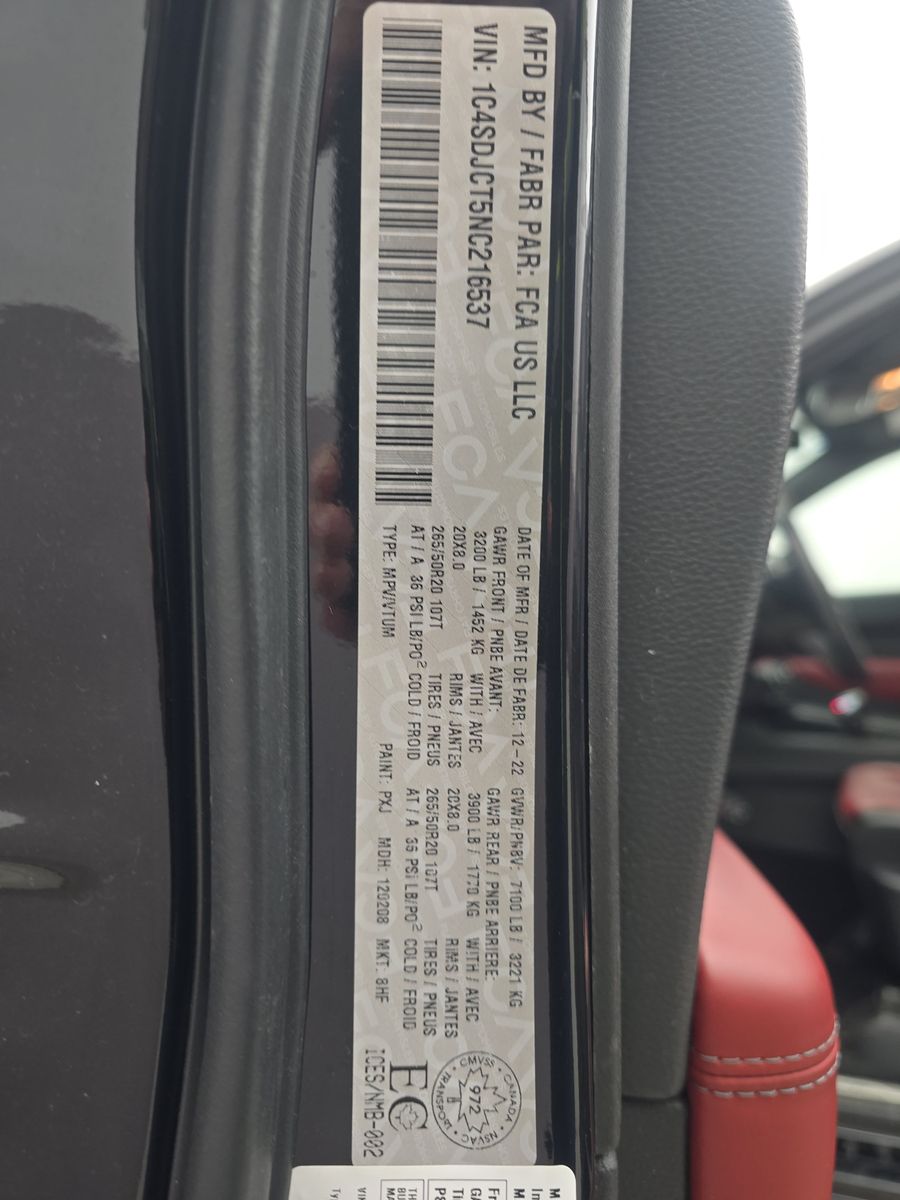 MFD BY / FABR PAR: FCA US LLC
VIN: 1C4SDJCT5NC216537
DATE OF MFR / DATE DE FABR: 12-22 GVWR/PNBV: 7100 LB / 3221 KG
GAWR FRONT / PNBE AVANT: GAWR REAR / PNBE ARRIERE:
3200 LB / 1452 KG WITH / AVEC 3900 LB / 1770 KG WITH / AVEC
20X8.0 RIMS / JANTES 20X8.0 RIMS / JANTES
265/50R20 107T TIRES / PNEUS 265/50R20 107T TIRES / PNEUS
AT / A 36 PSI LB/PO² COLD / FROID AT / A 36 PSI LB/PO² COLD / FROID
TYPE: MPV/VTUM PAINT: PXJ MDH: 120208 MKT: 8HF
CMVSS CANADA
972
NSVAC TRANSPORT
EC
ICES/NMB-002
FCA